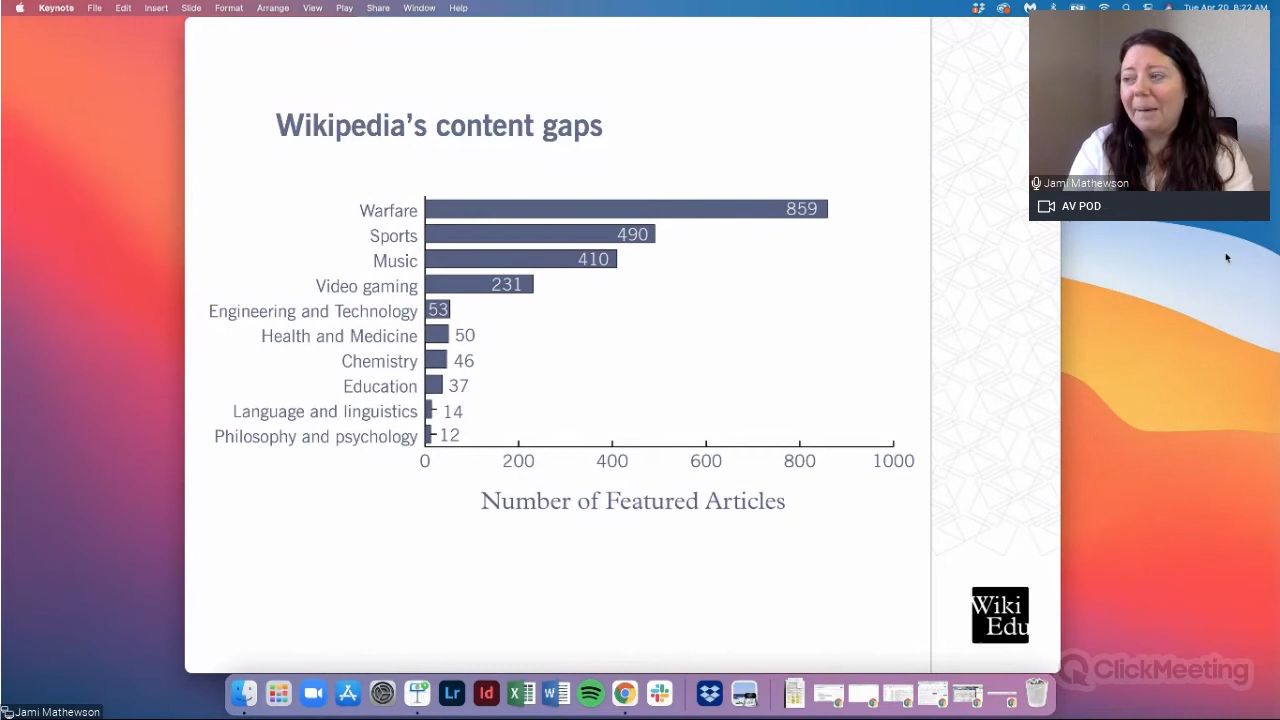 Keynote File Edit Insert Slide Format Arrange View Play Share Window Help
Tue Apr 20 8:22 AM
Jami Mathewson
AV POD
Wikipedia's content gaps
Warfare 859
Sports 490
Music 410
Video gaming 231
Engineering and Technology 53
Health and Medicine 50
Chemistry 46
Education 37
Language and linguistics 14
Philosophy and psychology 12
0 200 400 600 800 1000
Number of Featured Articles
Wiki
Edu
ClickMeeting
Lr Id X W
Jami Mathewson